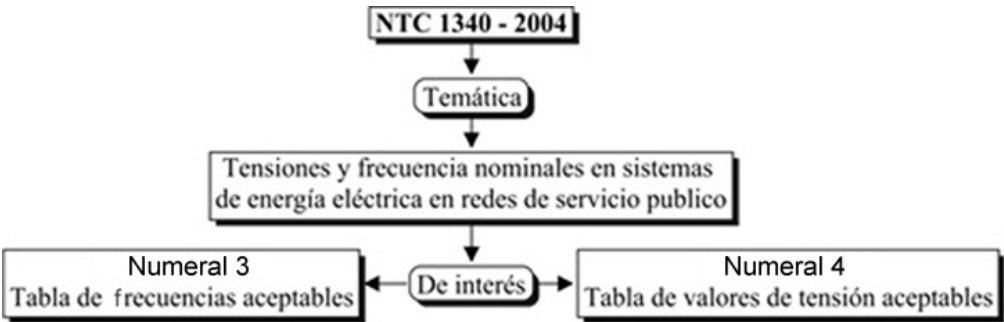 NTC 1340 - 2004
Temática
Tensiones y frecuencia nominales en sistemas
de energía eléctrica en redes de servicio publico
De interés
Numeral 3
Tabla de frecuencias aceptables
Numeral 4
Tabla de valores de tensión aceptables